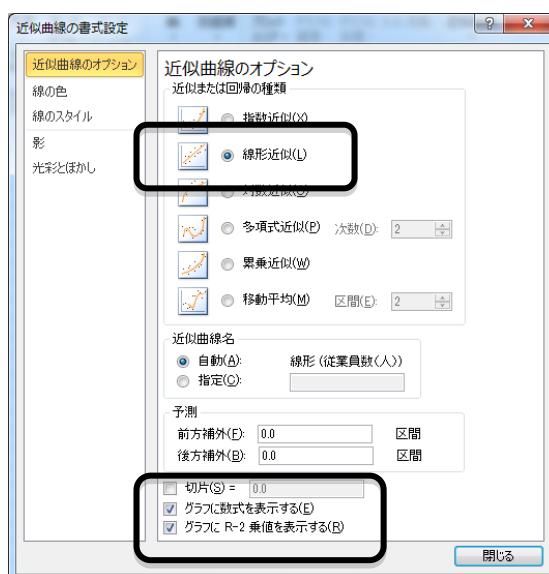 近似曲線の書式設定
近似曲線のオプション
線の色
線のスタイル
影
光彩とぼかし
近似曲線のオプション
近似または回帰の種類
指数近似(X)
線形近似(L)
対数近似(O)
多項式近似(P) 次数(D): 2
累乗近似(W)
移動平均(M) 区間(E): 2
近似曲線名
自動(A): 線形 (従業員数(人))
指定(C):
予測
前方補外(F): 0.0 区間
後方補外(B): 0.0 区間
切片(S) = 0.0
グラフに数式を表示する(E)
グラフに R-2 乗値を表示する(R)
閉じる